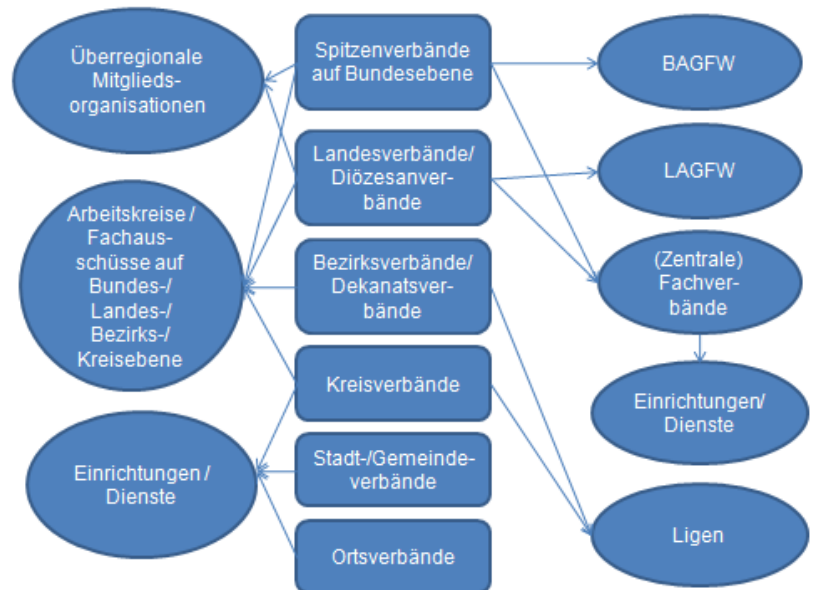 Überregionale
Mitglieds-
organisationen
Arbeitskreise /
Fachaus-
schüsse auf
Bundes-/
Landes-/
Bezirks-/
Kreisebene
Einrichtungen /
Dienste
Spitzenverbände
auf Bundesebene
Landesverbände/
Diözesanver-
bände
Bezirksverbände/
Dekanatsver-
bände
Kreisverbände
Stadt-/Gemeinde-
verbände
Ortsverbände
BAGFW
LAGFW
(Zentrale)
Fachver-
bände
Einrichtungen/
Dienste
Ligen